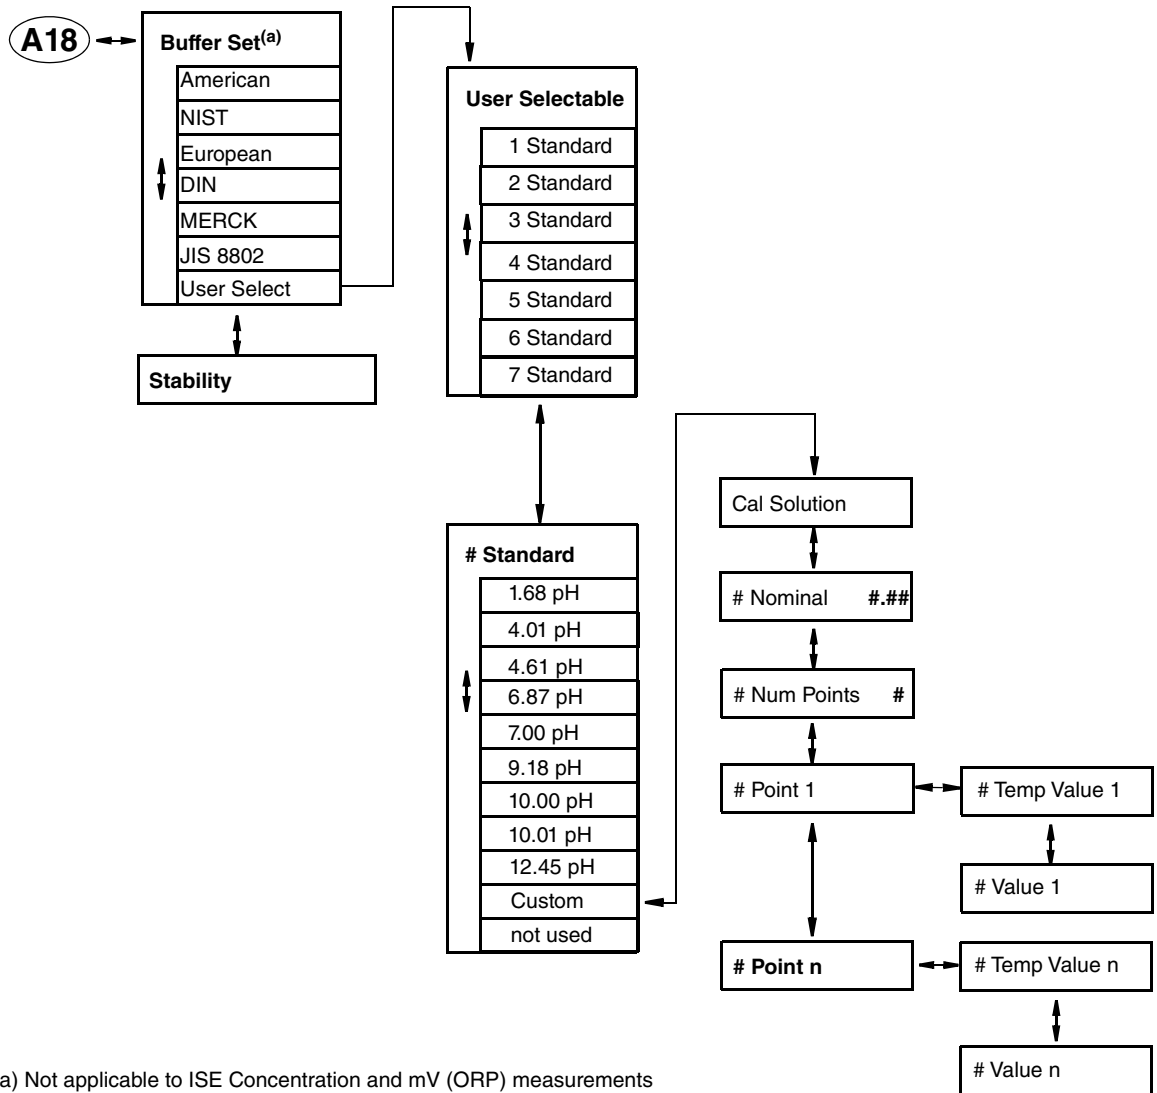 A18
Buffer Set(a)
American
NIST
European
DIN
MERCK
JIS 8802
User Select
Stability
User Selectable
1 Standard
2 Standard
3 Standard
4 Standard
5 Standard
6 Standard
7 Standard
# Standard
1.68 pH
4.01 pH
4.61 pH
6.87 pH
7.00 pH
9.18 pH
10.00 pH
10.01 pH
12.45 pH
Custom
not used
Cal Solution
# Nominal #.##
# Num Points #
# Point 1
# Temp Value 1
# Value 1
# Point n
# Temp Value n
# Value n
a) Not applicable to ISE Concentration and mV (ORP) measurements